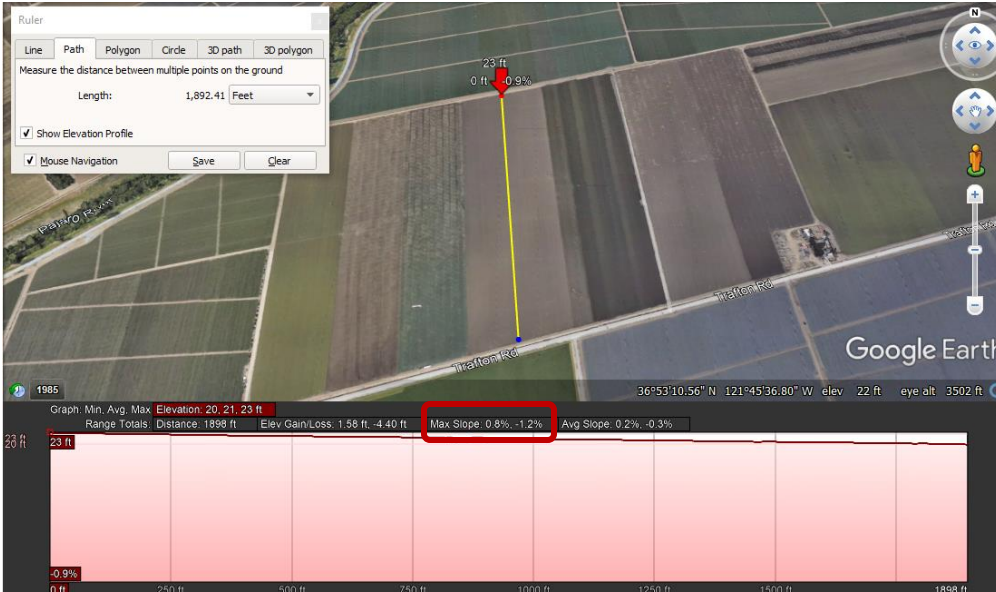 Ruler
Line Path Polygon Circle 3D path 3D polygon
Measure the distance between multiple points on the ground
Length: 1,892.41 Feet
Show Elevation Profile
Mouse Navigation Save Clear
23 ft
0 ft -0.9%
N
Pajaro River
Trafton Rd
Trafton Rd
Trafton Rd
Google Earth
1985
36°53'10.56" N 121°45'36.80" W elev 22 ft eye alt 3502 ft
Graph: Min, Avg, Max Elevation: 20, 21, 23 ft
Range Totals: Distance: 1898 ft Elev Gain/Loss: 1.58 ft, -4.40 ft Max Slope: 0.8%, -1.2% Avg Slope: 0.2%, -0.3%
23 ft
20 ft
23 ft
-0.9%
0 ft 250 ft 500 ft 750 ft 1000 ft 1250 ft 1500 ft 1898 ft